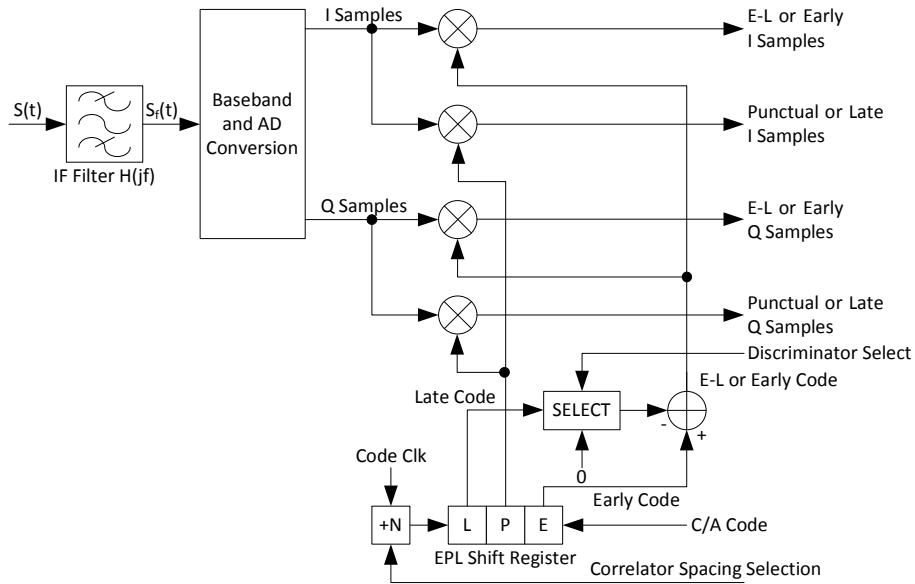 I Samples
E-L or Early
I Samples
S(t)
S_f(t)
Baseband
and AD
Conversion
IF Filter H(jf)
Punctual or Late
I Samples
Q Samples
E-L or Early
Q Samples
Punctual or Late
Q Samples
Discriminator Select
E-L or Early Code
Late Code
SELECT
-
+
0
Code Clk
Early Code
+N
L
P
E
C/A Code
EPL Shift Register
Correlator Spacing Selection